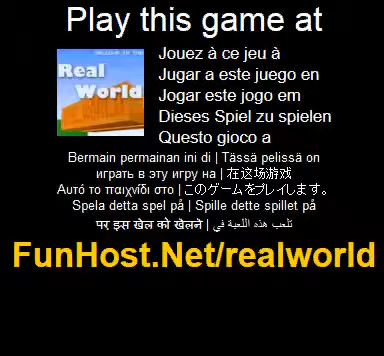 Play this game at
WELCOME TO THE
Real
World
Jouez à ce jeu à
Jugar a este juego en
Jogar este jogo em
Dieses Spiel zu spielen
Questo gioco a
Bermain permainan ini di | Tässä pelissä on
играть в эту игру на | 在这场游戏
Αυτό το παιχνίδι στο | このゲームをプレイします。
Spela detta spel på | Spille dette spillet på
पर इस खेल को खेलने | تلعب هذه اللعبة في
FunHost.Net/realworld